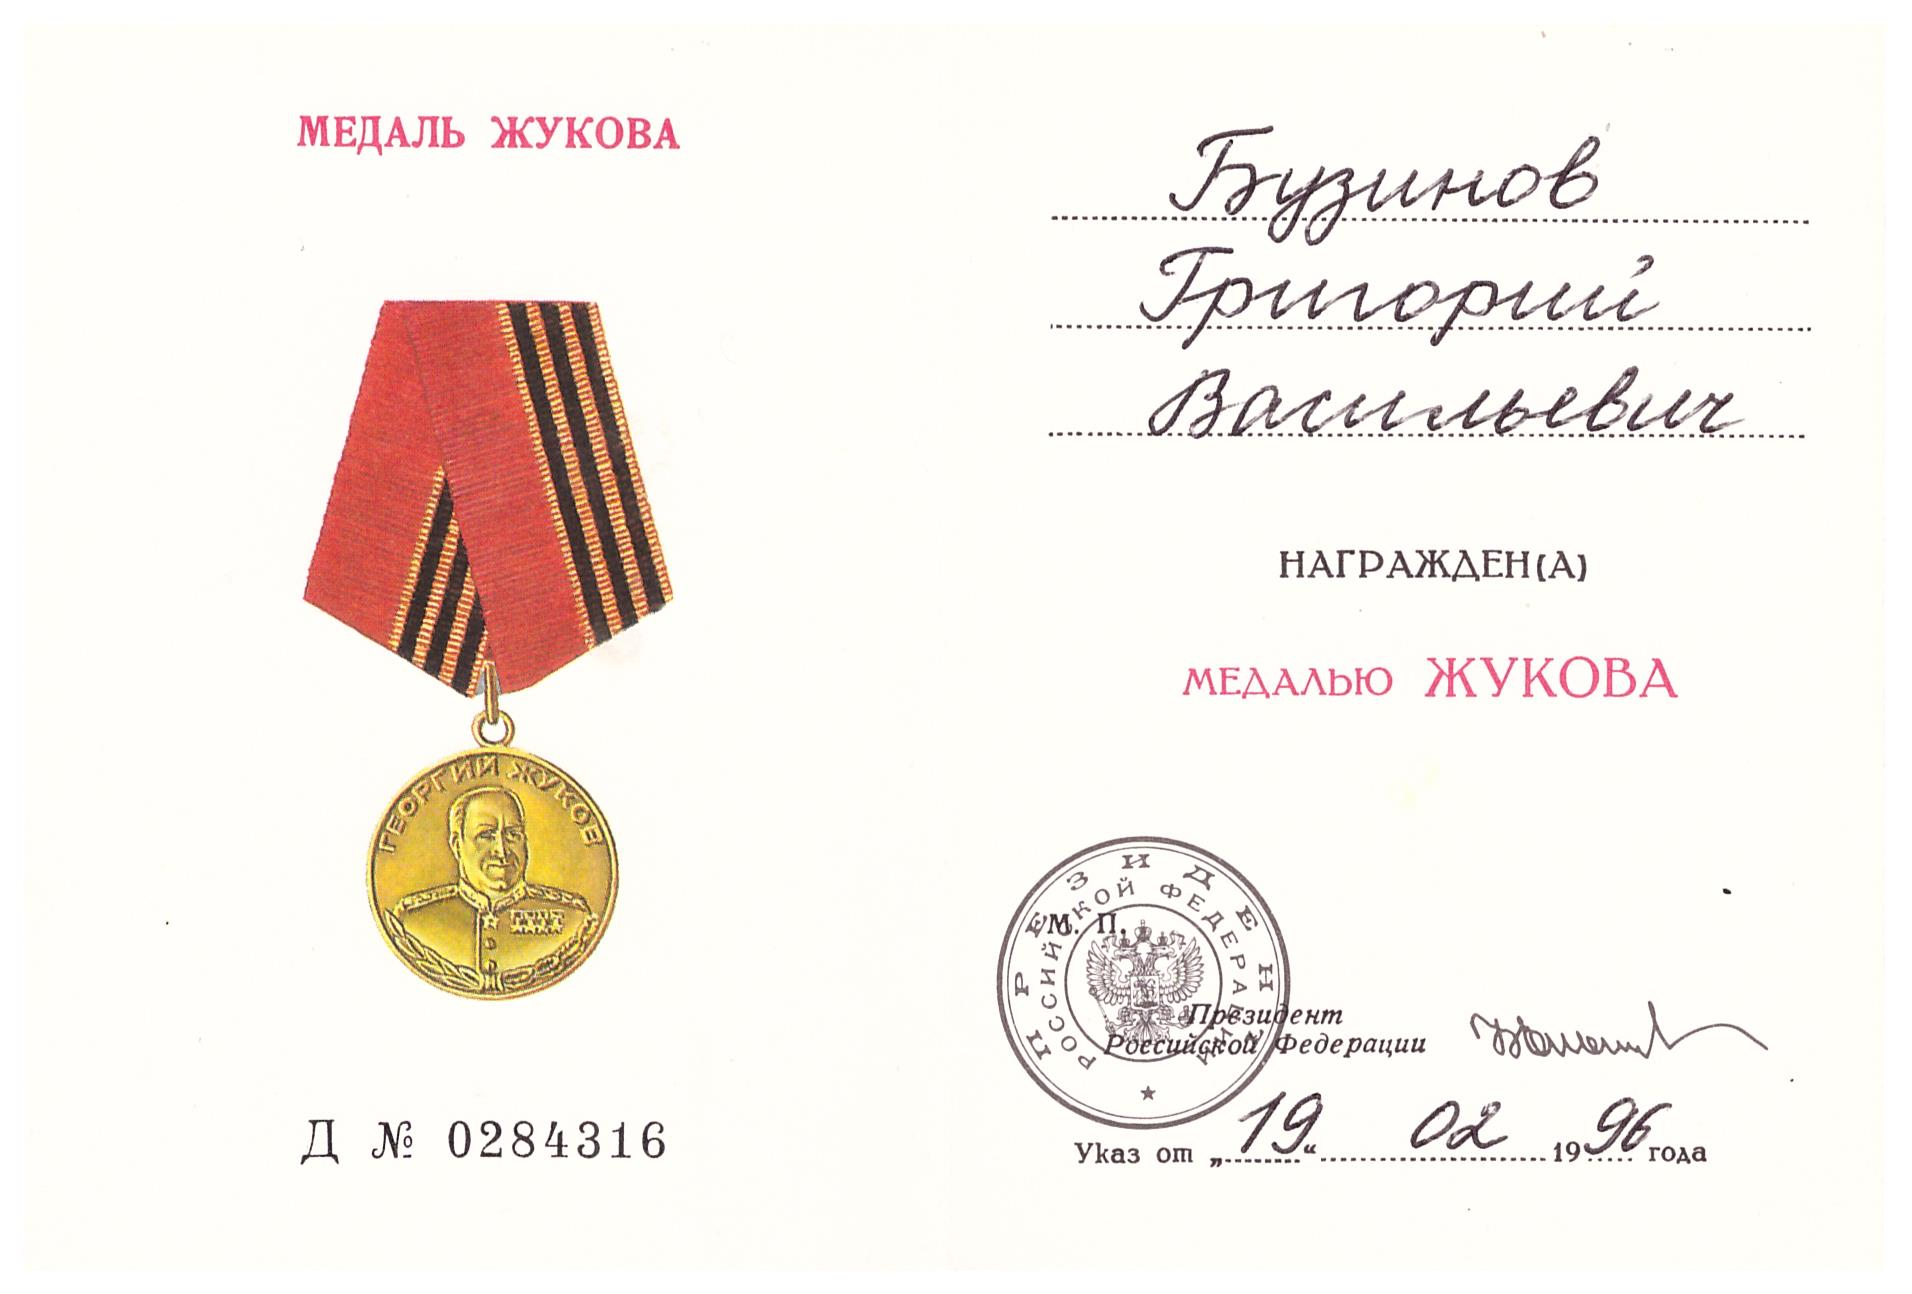 МЕДАЛЬ ЖУКОВА
ГЕОРГИЙ ЖУКОВ
Д № 0284316
Бузинов
Григорий
Васильевич
НАГРАЖДЕН(А)
МЕДАЛЬЮ ЖУКОВА
ПРЕЗИДЕНТ
РОССИЙСКОЙ ФЕДЕРАЦИИ
М. П.
Президент
Российской Федерации
Указ от „19“ 02 1996 года